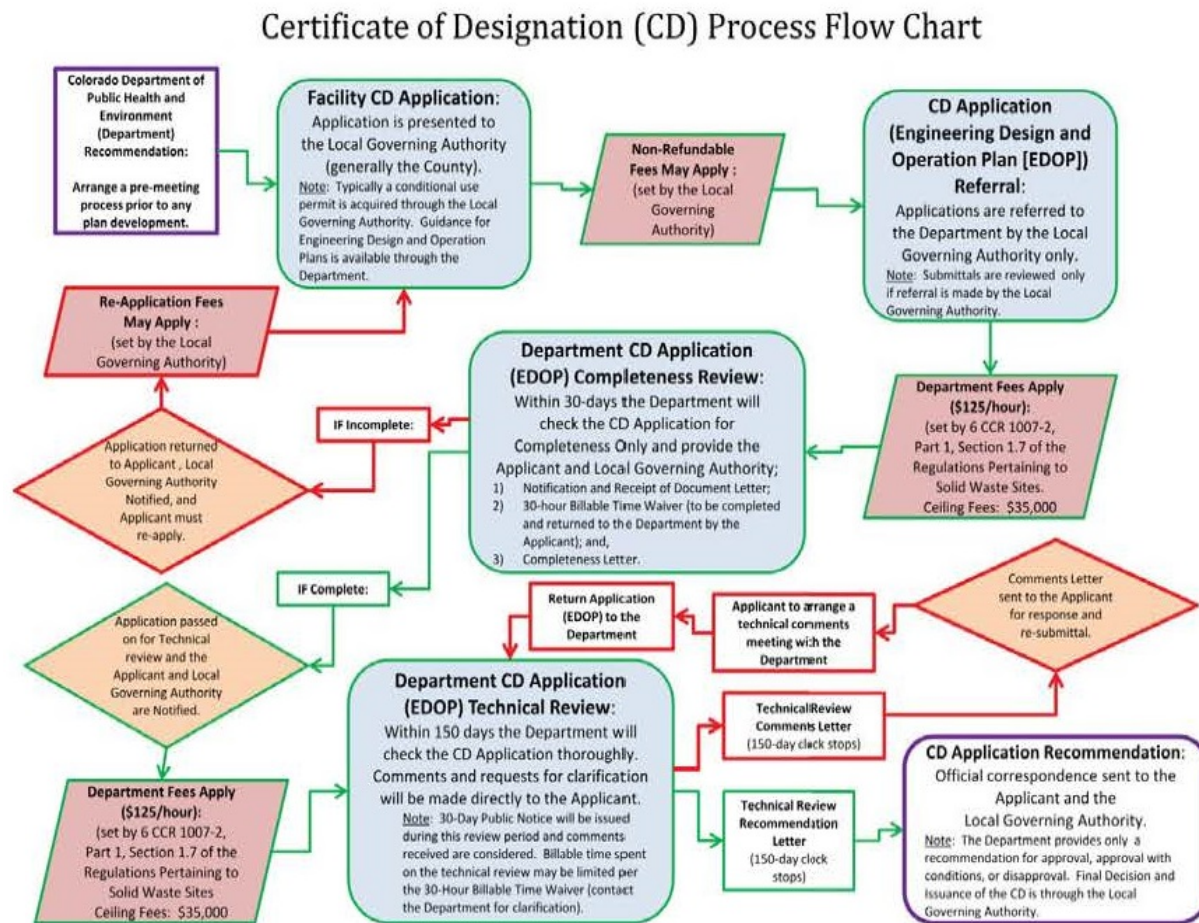 Certificate of Designation (CD) Process Flow Chart
Colorado Department of
Public Health and
Environment
(Department)
Recommendation:
Arrange a pre-meeting
process prior to any
plan development.
Facility CD Application:
Application is presented to
the Local Governing Authority
(generally the County).
Note: Typically a conditional use
permit is acquired through the Local
Governing Authority. Guidance for
Engineering Design and Operation
Plans is available through the
Department.
Non-Refundable
Fees May Apply :
(set by the Local
Governing
Authority)
CD Application
(Engineering Design and
Operation Plan [EDOP])
Referral:
Applications are referred to
the Department by the Local
Governing Authority only.
Note: Submittals are reviewed only
if referral is made by the Local
Governing Authority.
Re-Application Fees
May Apply :
(set by the Local
Governing Authority)
Department CD Application
(EDOP) Completeness Review:
Within 30-days the Department will
check the CD Application for
Completeness Only and provide the
Applicant and Local Governing Authority;
1) Notification and Receipt of Document Letter;
2) 30-hour Billable Time Waiver (to be completed
and returned to the Department by the
Applicant); and,
3) Completeness Letter.
Department Fees Apply
($125/hour):
(set by 6 CCR 1007-2,
Part 1, Section 1.7 of the
Regulations Pertaining to
Solid Waste Sites.
Ceiling Fees: $35,000
IF Incomplete:
Application returned
to Applicant , Local
Governing Authority
Notified, and
Applicant must
re-apply.
IF Complete:
Application passed
on for Technical
review and the
Applicant and Local
Governing Authority
are Notified.
Return Application
(EDOP) to the
Department
Applicant to arrange a
technical comments
meeting with the
Department
Comments Letter
sent to the Applicant
for response and
re-submittal.
Department CD Application
(EDOP) Technical Review:
Within 150 days the Department will
check the CD Application thoroughly.
Comments and requests for clarification
will be made directly to the Applicant.
Note: 30-Day Public Notice will be issued
during this review period and comments
received are considered. Billable time spent
on the technical review may be limited per
the 30-Hour Billable Time Waiver (contact
the Department for clarification).
Technical Review
Comments Letter
(150-day clock stops)
Department Fees Apply
($125/hour):
(set by 6 CCR 1007-2,
Part 1, Section 1.7 of the
Regulations Pertaining to
Solid Waste Sites
Ceiling Fees: $35,000
Technical Review
Recommendation
Letter
(150-day clock
stops)
CD Application Recommendation:
Official correspondence sent to the
Applicant and the
Local Governing Authority.
Note: The Department provides only a
recommendation for approval, approval with
conditions, or disapproval. Final Decision and
Issuance of the CD is through the Local
Governing Authority.